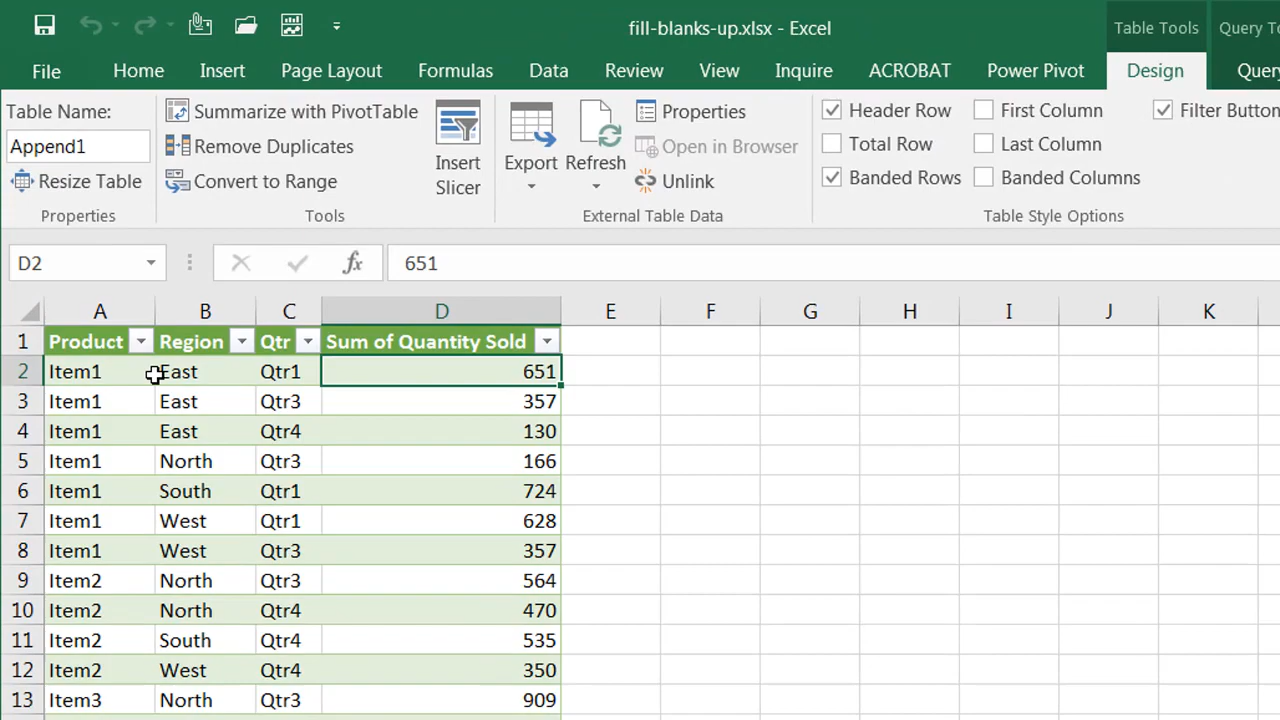 fill-blanks-up.xlsx - Excel
Table Tools
Query To
File Home Insert Page Layout Formulas Data Review View Inquire ACROBAT Power Pivot Design Query
Table Name:
Append1
Resize Table
Properties
Summarize with PivotTable
Remove Duplicates
Convert to Range
Tools
Insert
Slicer
Export
Refresh
Properties
Open in Browser
Unlink
External Table Data
Header Row
Total Row
Banded Rows
First Column
Last Column
Banded Columns
Filter Button
Table Style Options
D2 fx 651
A B C D E F G H I J K
1 Product Region Qtr Sum of Quantity Sold
2 Item1 East Qtr1 651
3 Item1 East Qtr3 357
4 Item1 East Qtr4 130
5 Item1 North Qtr3 166
6 Item1 South Qtr1 724
7 Item1 West Qtr1 628
8 Item1 West Qtr3 357
9 Item2 North Qtr3 564
10 Item2 North Qtr4 470
11 Item2 South Qtr4 535
12 Item2 West Qtr4 350
13 Item3 North Qtr3 909